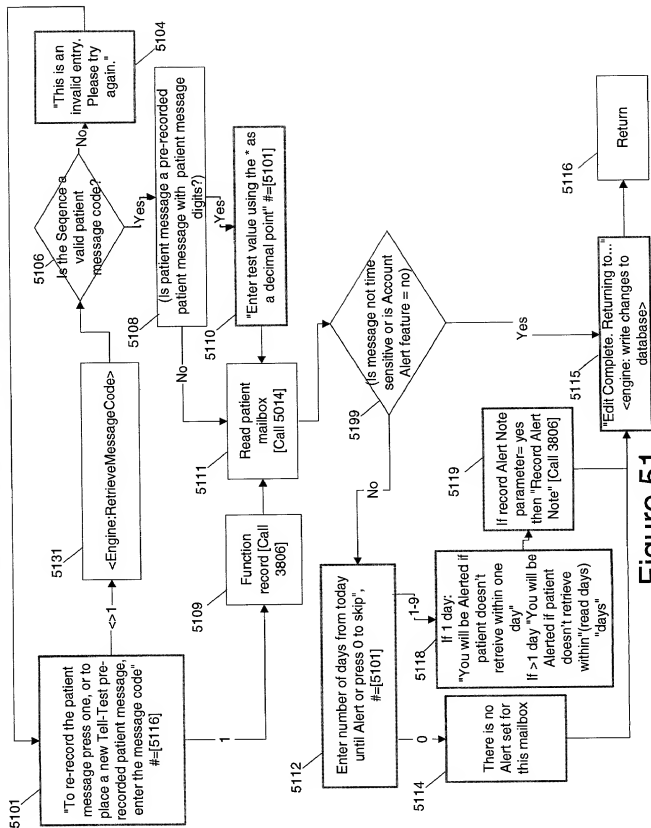 5101
"To re-record the patient
message press one, or to
place a new Tell-Test pre-
recorded patient message,
enter the message code"
#=[5116]
<>1
1
5131
<Engine:RetrieveMessageCode>
5106
Is the Seqence a
valid patient
message code?
No
Yes
5104
"This is an
invalid entry.
Please try
again."
5108
(Is patient message a pre-recorded
patient message with patient message
digits?)
No
Yes
5110
"Enter test value using the * as
a decimal point" #=[5101]
5109
Function
record [Call
3806]
5111
Read patient
mailbox
[Call 5014]
5199
(Is message not time
sensitive or is Account
Alert feature = no)
No
Yes
5112
Enter number of days from today
until Alert or press 0 to skip",
#=[5101]
0
1-9
5114
There is no
Alert set for
this mailbox
5118
If 1 day:
"You will be Alerted if
patient doesn't
retreive within one
day"
If >1 day "You will be
Alerted if patient
doesn't retrieve
within"(read days)
"days"
5119
If record Alert Note
parameter= yes
then "Record Alert
Note" [Call 3806]
5115
"Edit Complete. Returning to..."
<engine: write changes to
database>
5116
Return
Figure 51